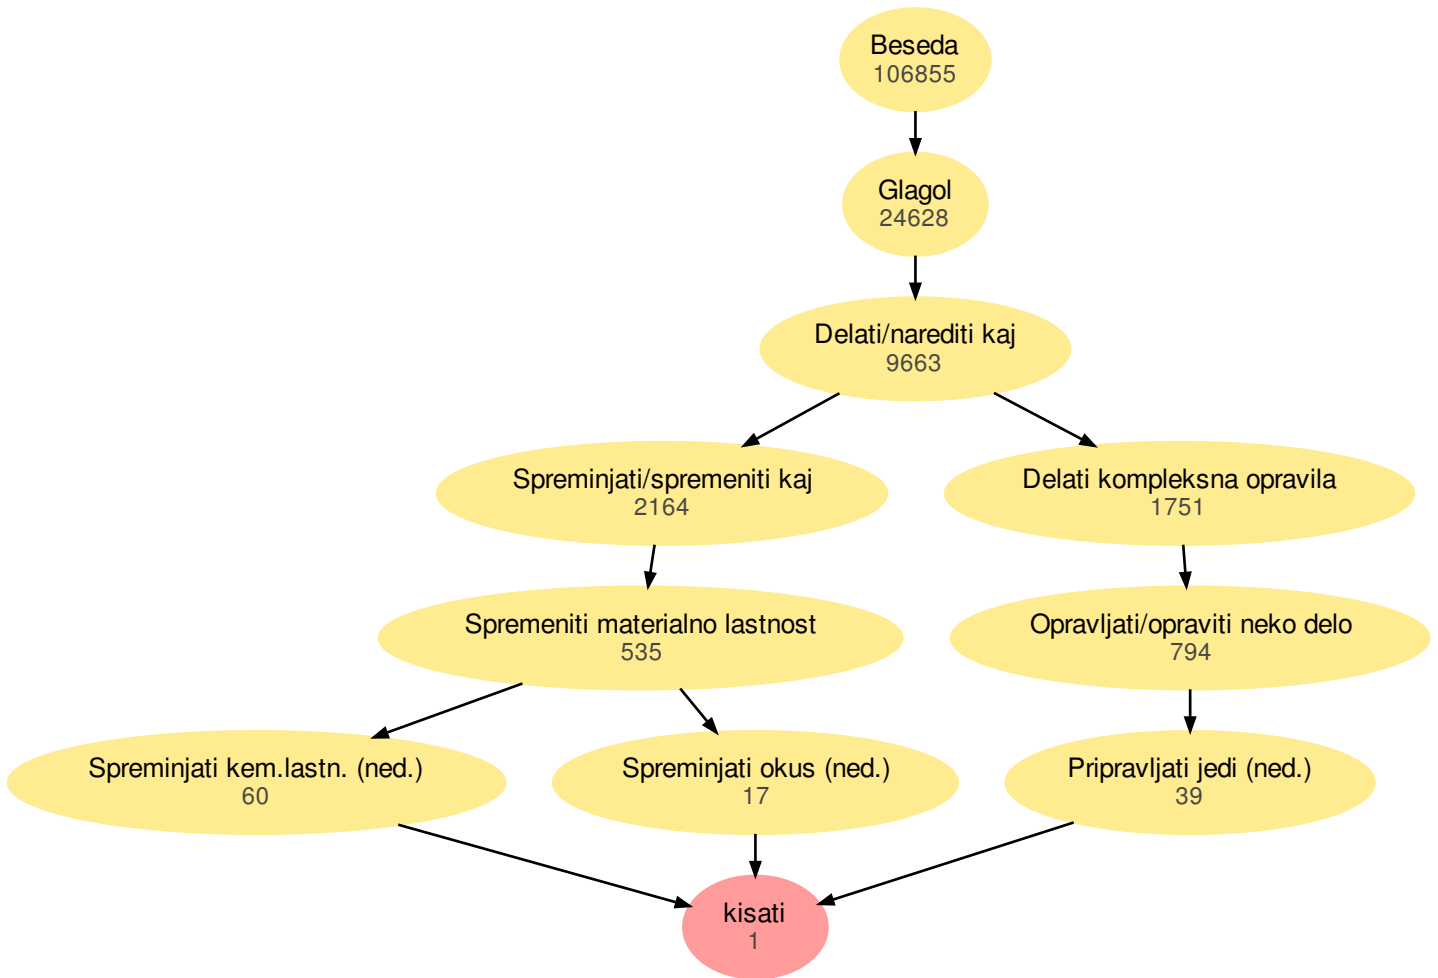 Beseda
106855
Glagol
24628
Delati/narediti kaj
9663
Spreminjati/spremeniti kaj
2164
Delati kompleksna opravila
1751
Spremeniti materialno lastnost
535
Opravljati/opraviti neko delo
794
Spreminjati kem.lastn. (ned.)
60
Spreminjati okus (ned.)
17
Pripravljati jedi (ned.)
39
kisati
1